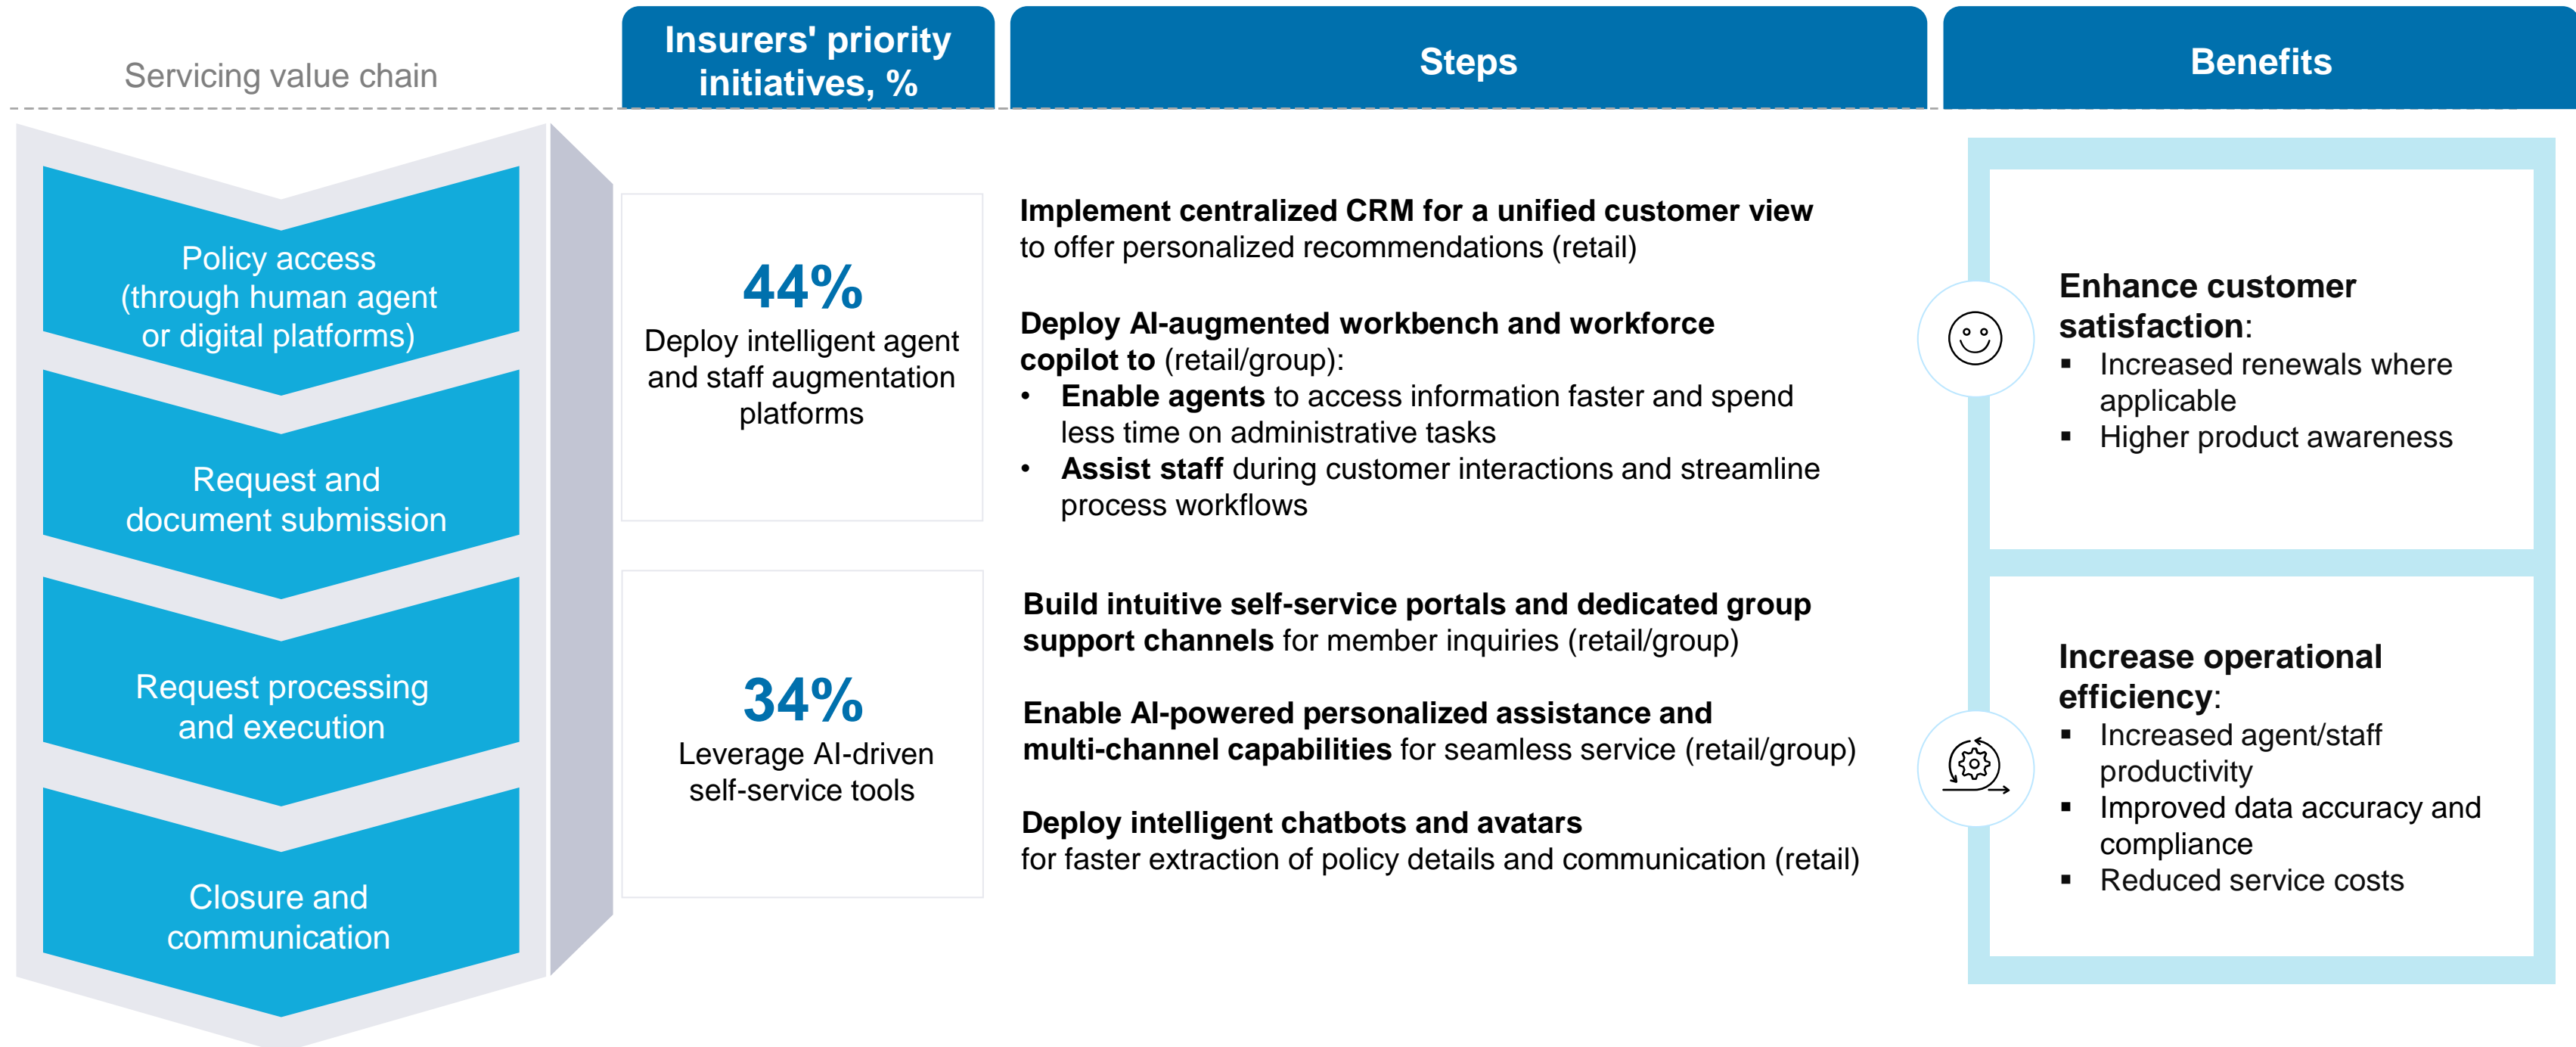 Servicing value chain
Insurers' priority
initiatives, %
Steps
Benefits
Policy access
(through human agent
or digital platforms)
Request and
document submission
Request processing
and execution
Closure and
communication
44%
Deploy intelligent agent
and staff augmentation
platforms
34%
Leverage AI-driven
self-service tools
Implement centralized CRM for a unified customer view
to offer personalized recommendations (retail)
Deploy AI-augmented workbench and workforce
copilot to (retail/group):
• Enable agents to access information faster and spend
less time on administrative tasks
• Assist staff during customer interactions and streamline
process workflows
Build intuitive self-service portals and dedicated group
support channels for member inquiries (retail/group)
Enable AI-powered personalized assistance and
multi-channel capabilities for seamless service (retail/group)
Deploy intelligent chatbots and avatars
for faster extraction of policy details and communication (retail)
Enhance customer
satisfaction:
▪ Increased renewals where
applicable
▪ Higher product awareness
Increase operational
efficiency:
▪ Increased agent/staff
productivity
▪ Improved data accuracy and
compliance
▪ Reduced service costs